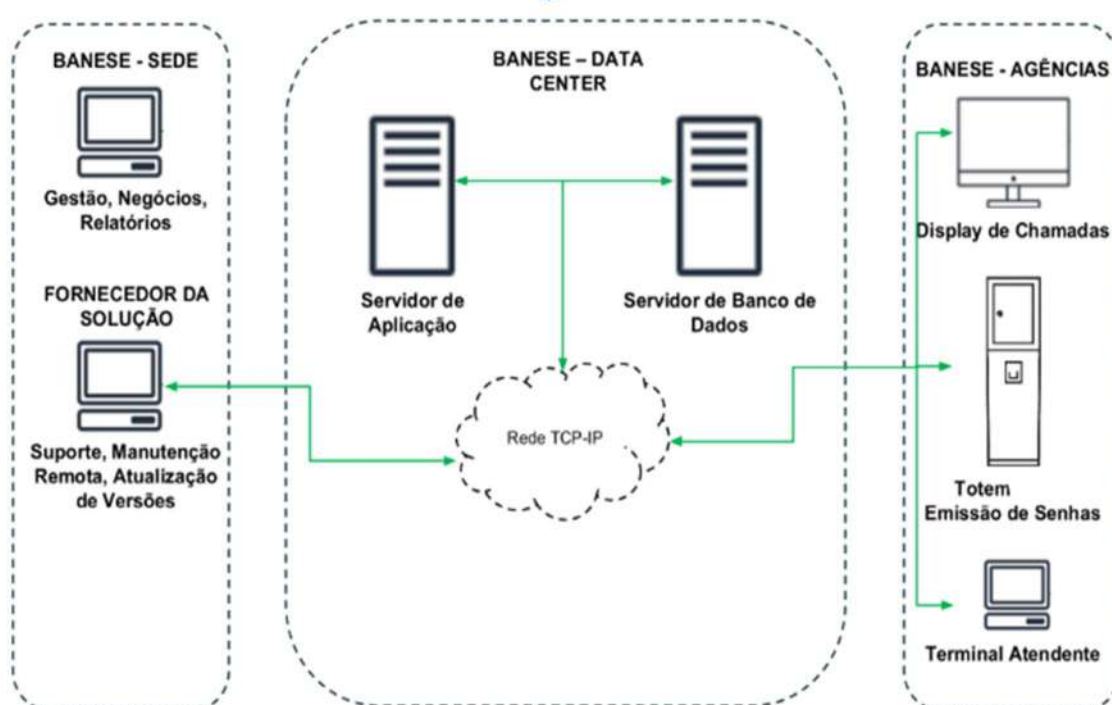 BANESE - SEDE
Gestão, Negócios,
Relatórios
FORNECEDOR DA
SOLUÇÃO
Suporte, Manutenção
Remota, Atualização
de Versões
BANESE – DATA
CENTER
Servidor de
Aplicação
Servidor de Banco de
Dados
Rede TCP-IP
BANESE - AGÊNCIAS
Display de Chamadas
Totem
Emissão de Senhas
Terminal Atendente